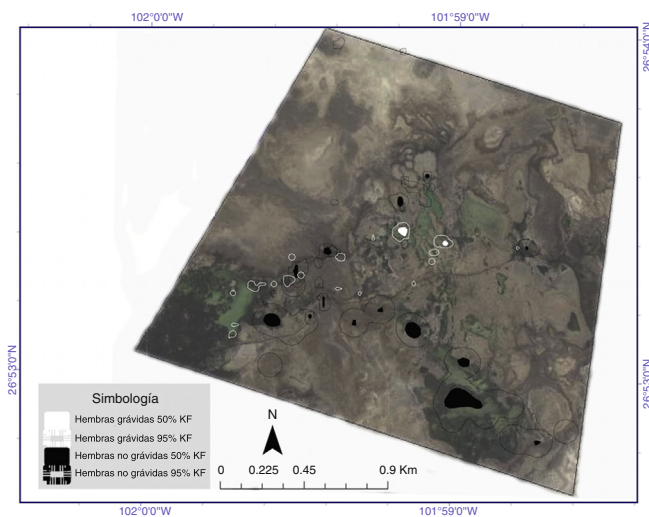 102°0'0"W 101°59'0"W
26°54'0"N
26°53'0"N
26°53'0"N
Simbología
Hembras grávidas 50% KF
Hembras grávidas 95% KF
Hembras no grávidas 50% KF
Hembras no grávidas 95% KF
N
0 0.225 0.45 0.9 Km
102°0'0"W 101°59'0"W